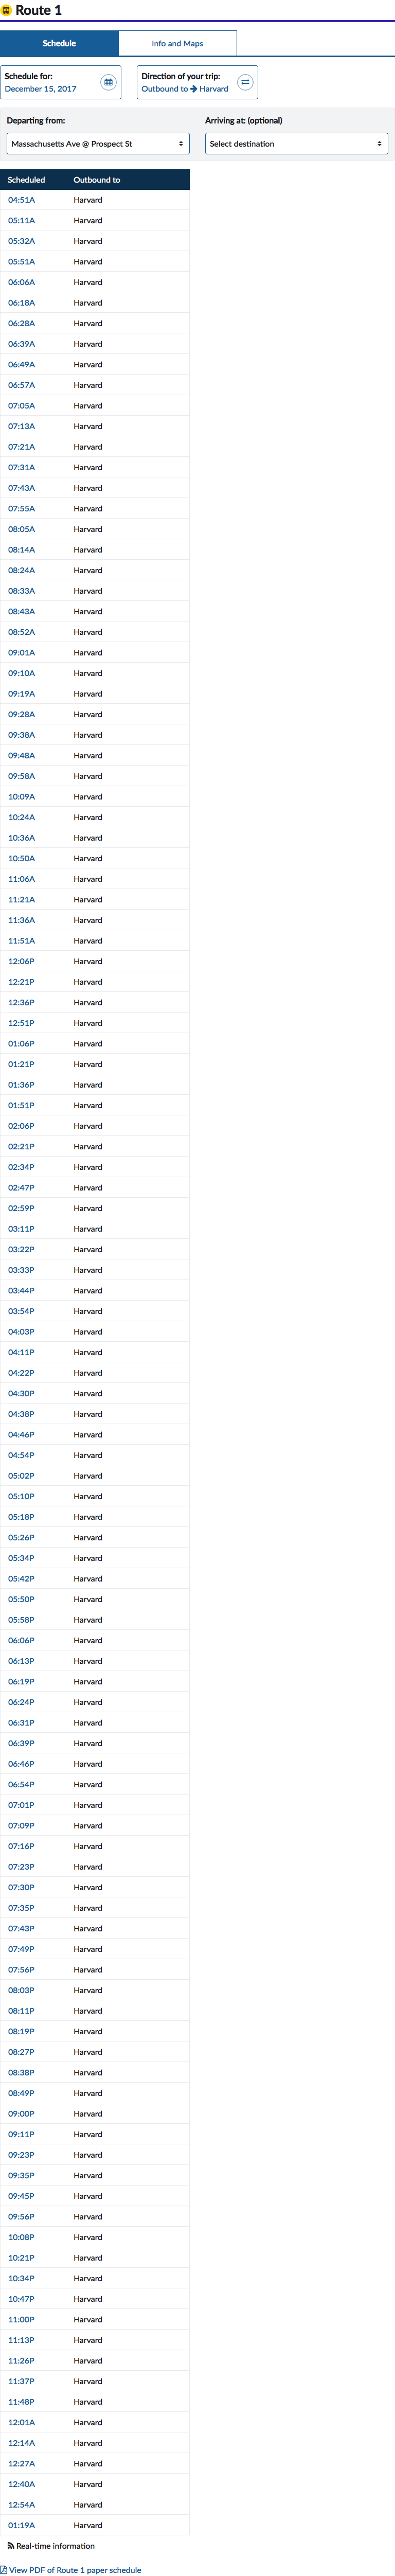 Route 1
Schedule Info and Maps
Schedule for: Direction of your trip:
December 15, 2017 Outbound to Harvard
Departing from: Arriving at: (optional)
Massachusetts Ave @ Prospect St Select destination
Scheduled Outbound to
04:51A Harvard
05:11A Harvard
05:32A Harvard
05:51A Harvard
06:06A Harvard
06:18A Harvard
06:28A Harvard
06:39A Harvard
06:49A Harvard
06:57A Harvard
07:05A Harvard
07:13A Harvard
07:21A Harvard
07:31A Harvard
07:43A Harvard
07:55A Harvard
08:05A Harvard
08:14A Harvard
08:24A Harvard
08:33A Harvard
08:43A Harvard
08:52A Harvard
09:01A Harvard
09:10A Harvard
09:19A Harvard
09:28A Harvard
09:38A Harvard
09:48A Harvard
09:58A Harvard
10:09A Harvard
10:24A Harvard
10:36A Harvard
10:50A Harvard
11:06A Harvard
11:21A Harvard
11:36A Harvard
11:51A Harvard
12:06P Harvard
12:21P Harvard
12:36P Harvard
12:51P Harvard
01:06P Harvard
01:21P Harvard
01:36P Harvard
01:51P Harvard
02:06P Harvard
02:21P Harvard
02:34P Harvard
02:47P Harvard
02:59P Harvard
03:11P Harvard
03:22P Harvard
03:33P Harvard
03:44P Harvard
03:54P Harvard
04:03P Harvard
04:11P Harvard
04:22P Harvard
04:30P Harvard
04:38P Harvard
04:46P Harvard
04:54P Harvard
05:02P Harvard
05:10P Harvard
05:18P Harvard
05:26P Harvard
05:34P Harvard
05:42P Harvard
05:50P Harvard
05:58P Harvard
06:06P Harvard
06:13P Harvard
06:19P Harvard
06:24P Harvard
06:31P Harvard
06:39P Harvard
06:46P Harvard
06:54P Harvard
07:01P Harvard
07:09P Harvard
07:16P Harvard
07:23P Harvard
07:30P Harvard
07:35P Harvard
07:43P Harvard
07:49P Harvard
07:56P Harvard
08:03P Harvard
08:11P Harvard
08:19P Harvard
08:27P Harvard
08:38P Harvard
08:49P Harvard
09:00P Harvard
09:11P Harvard
09:23P Harvard
09:35P Harvard
09:45P Harvard
09:56P Harvard
10:08P Harvard
10:21P Harvard
10:34P Harvard
10:47P Harvard
11:00P Harvard
11:13P Harvard
11:26P Harvard
11:37P Harvard
11:48P Harvard
12:01A Harvard
12:14A Harvard
12:27A Harvard
12:40A Harvard
12:54A Harvard
01:19A Harvard
Real-time information
View PDF of Route 1 paper schedule